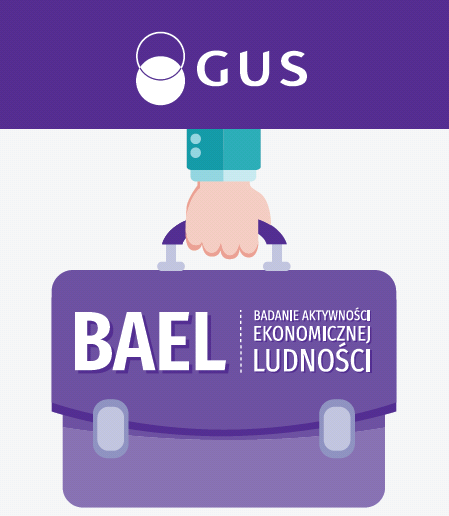 GUS
BAEL
BADANIE AKTYWNOŚCI
EKONOMICZNEJ
LUDNOŚCI